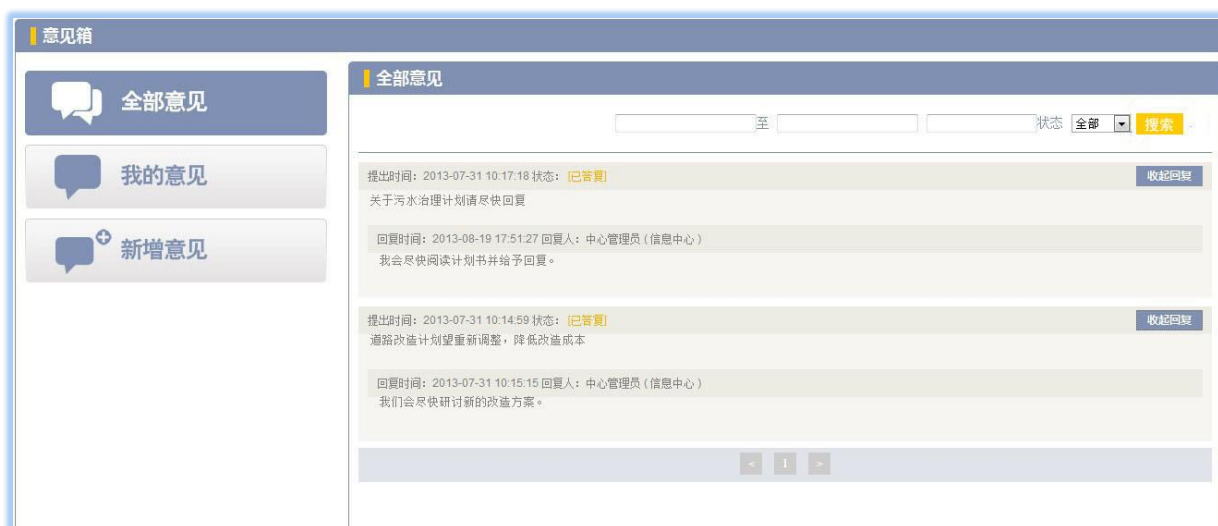 意见箱
全部意见
我的意见
新增意见
全部意见
至 状态 全部 搜索
提出时间：2013-07-31 10:17:18 状态： [已答复] 收起回复
关于污水治理计划请尽快回复
回复时间：2013-08-19 17:51:27 回复人：中心管理员 ( 信息中心 )
我会尽快阅读计划书并给予回复。
提出时间：2013-07-31 10:14:59 状态： [已答复] 收起回复
道路改造计划望重新调整，降低改造成本
回复时间：2013-07-31 10:15:15 回复人：中心管理员 ( 信息中心 )
我们会尽快研讨新的改造方案。
< 1 >